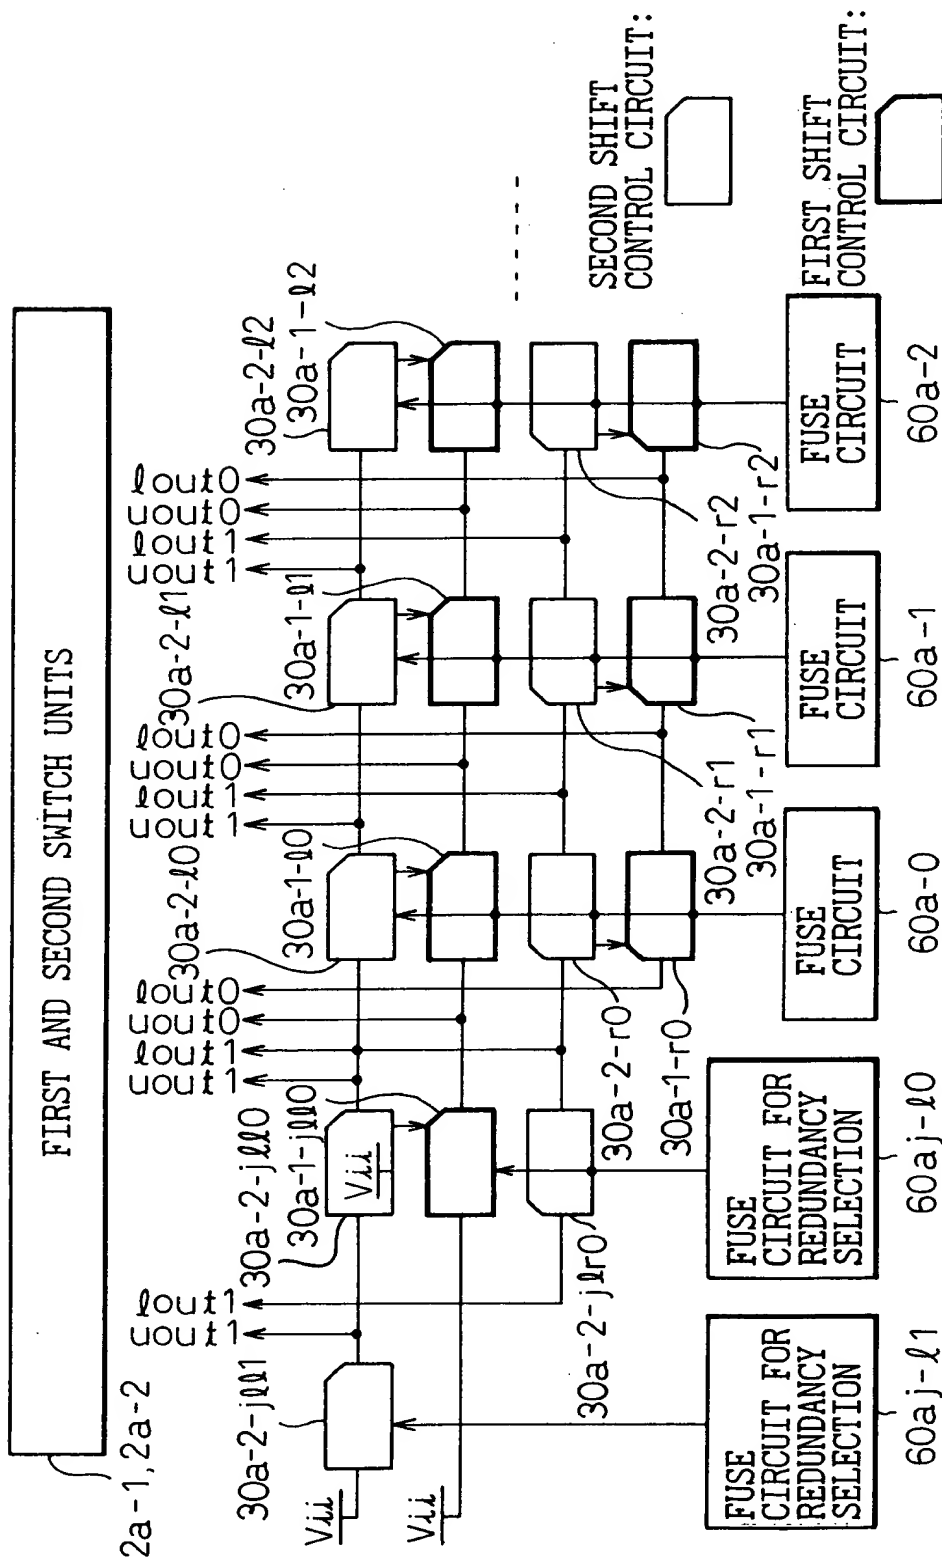 FIRST AND SECOND SWITCH UNITS
2a-1, 2a-2
uout1
lout1
uout1
lout1
uout0
lout0
uout1
lout1
uout0
lout0
uout1
lout1
uout0
lout0
30a-2-jℓℓ1
30a-2-jℓℓ0
30a-1-jℓℓ0
30a-2-ℓ0
30a-1-ℓ0
30a-2-ℓ1
30a-1-ℓ1
30a-2-ℓ2
30a-1-ℓ2
Vii
Vii
Vii
30a-2-jℓr0
30a-2-r0
30a-1-r0
30a-2-r1
30a-1-r1
30a-2-r2
30a-1-r2
FUSE
CIRCUIT FOR
REDUNDANCY
SELECTION
FUSE
CIRCUIT FOR
REDUNDANCY
SELECTION
FUSE
CIRCUIT
FUSE
CIRCUIT
FUSE
CIRCUIT
60aj-ℓ1
60aj-ℓ0
60a-0
60a-1
60a-2
SECOND SHIFT
CONTROL CIRCUIT:
FIRST SHIFT
CONTROL CIRCUIT: